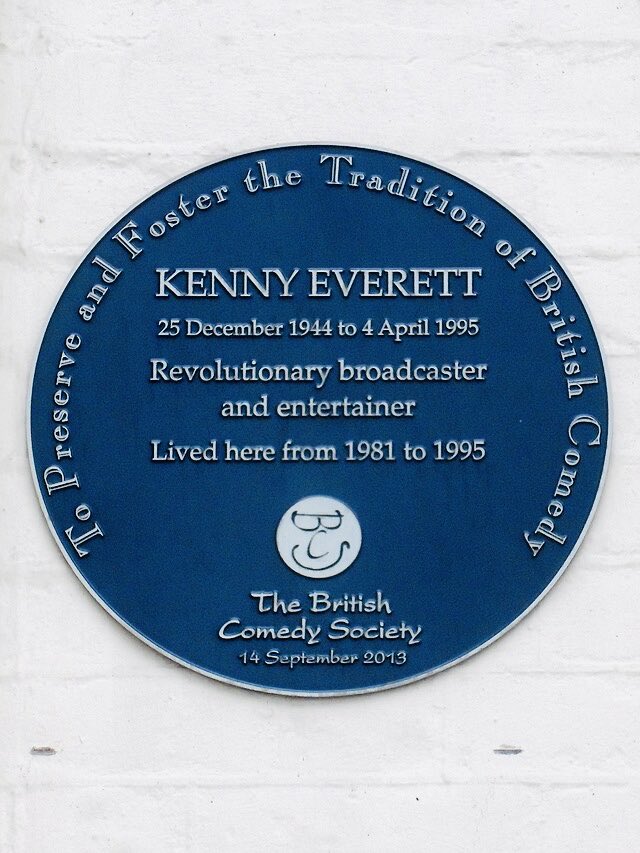 To Preserve and Foster the Tradition of British Comedy
KENNY EVERETT
25 December 1944 to 4 April 1995
Revolutionary broadcaster
and entertainer
Lived here from 1981 to 1995
BCS
The British
Comedy Society
14 September 2013